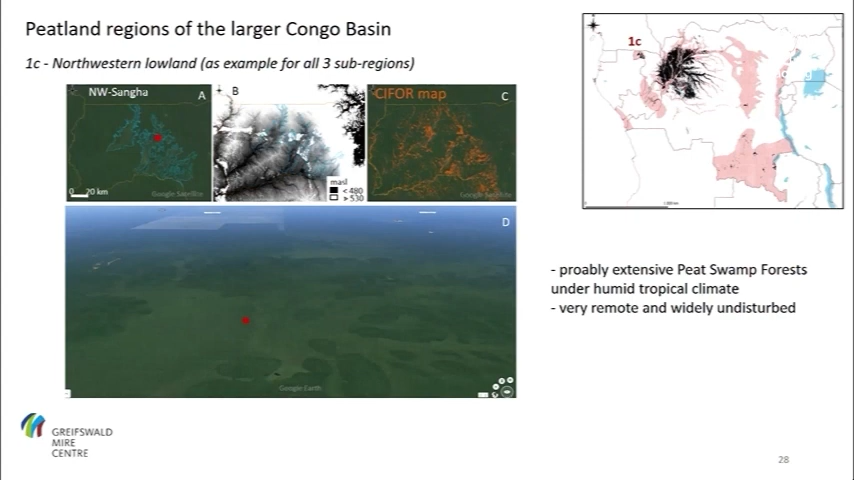 Peatland regions of the larger Congo Basin
1c - Northwestern lowland (as example for all 3 sub-regions)
1c
NW-Sangha
A
B
CIFOR map
C
masl
< 480
> 530
0 20 km
Google Satellite
Google Satellite
D
Google Earth
- proably extensive Peat Swamp Forests
under humid tropical climate
- very remote and widely undisturbed
GREIFSWALD
MIRE
CENTRE
28